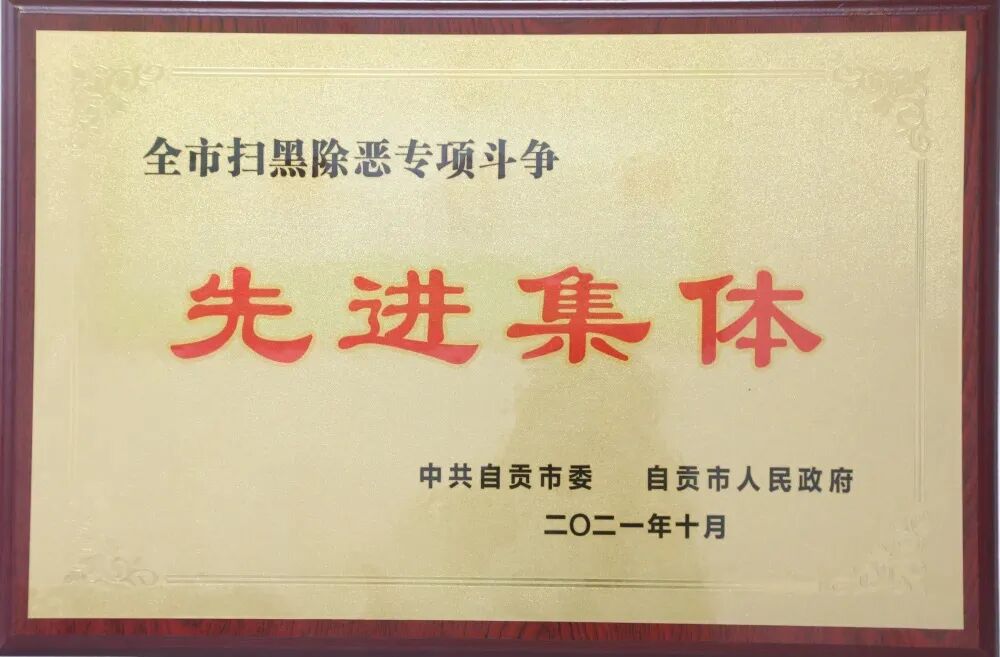 全市扫黑除恶专项斗争
先进集体
中共自贡市委 自贡市人民政府
二〇二一年十月